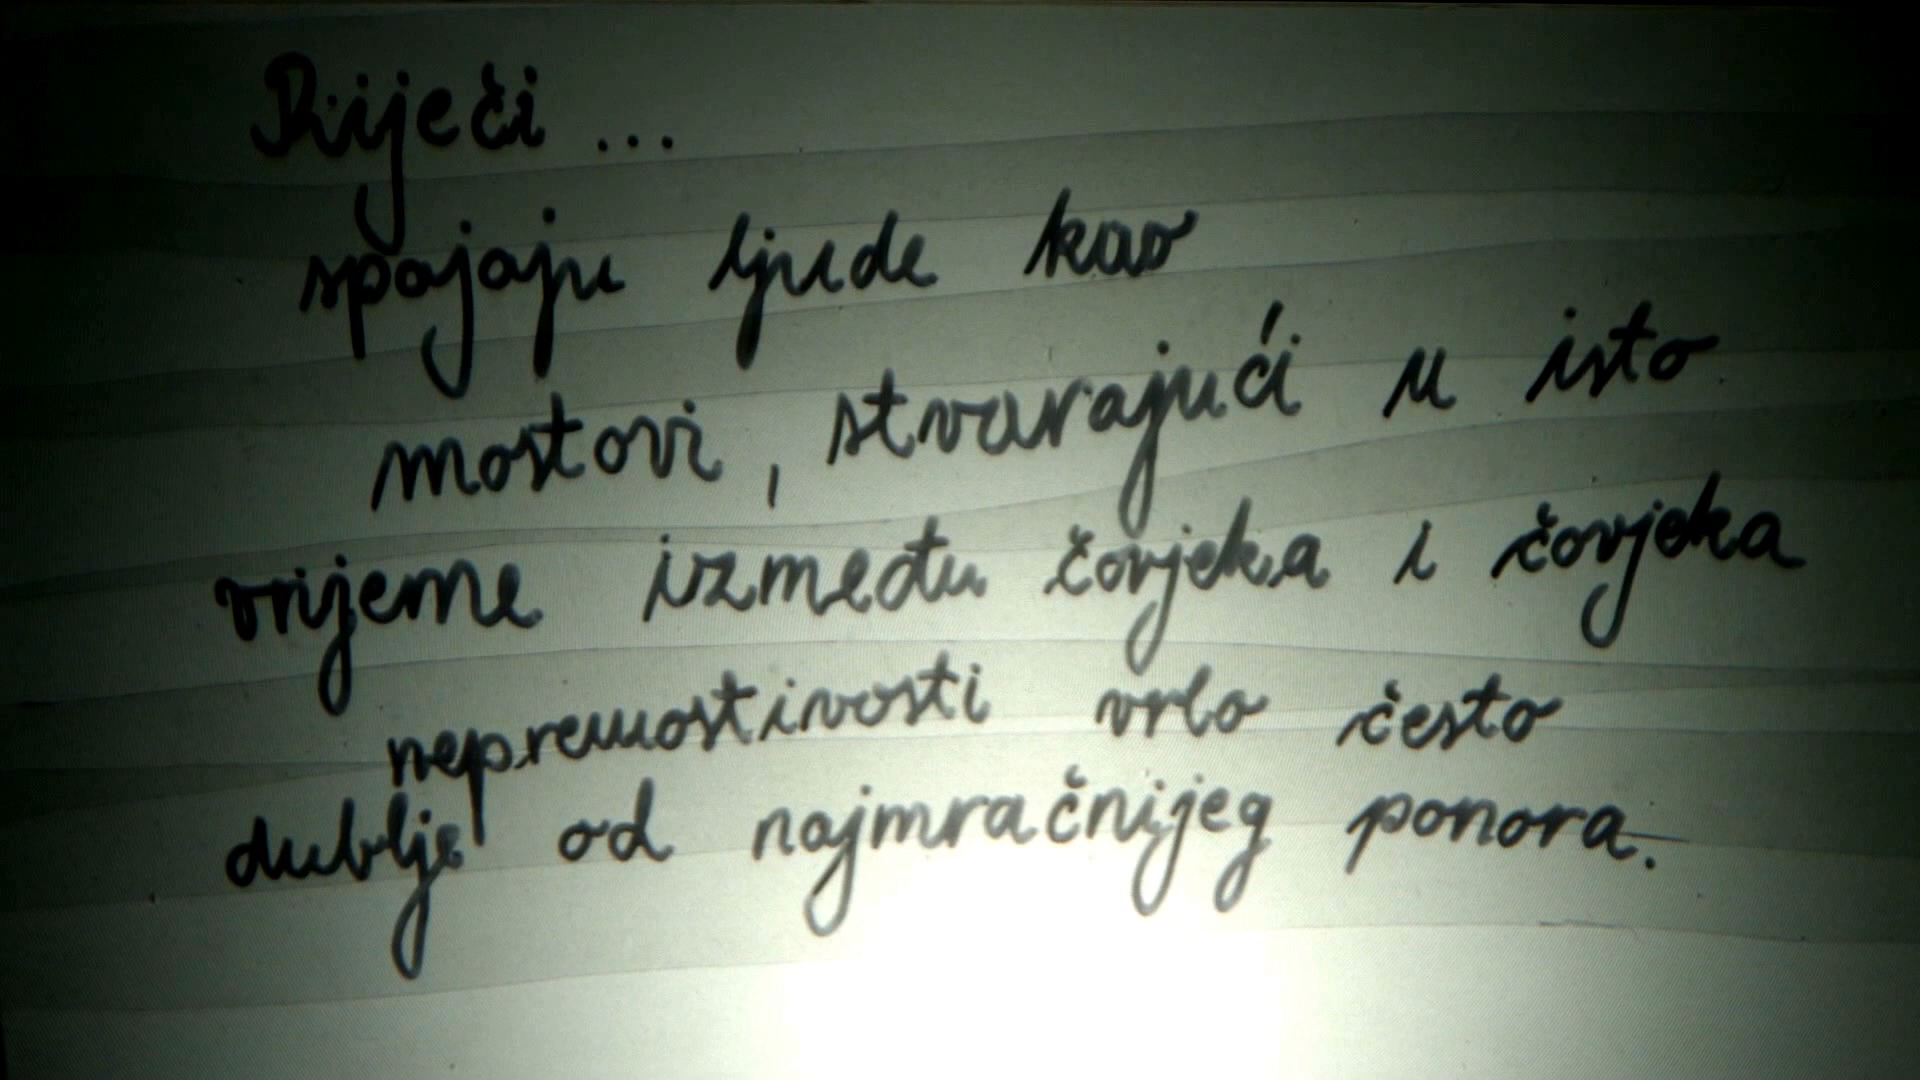 Riječi ...
spajaju ljude kao
mostovi, stvarajući u isto
vrijeme između čovjeka i čovjeka
nepremostivosti vrlo često
dublje od najmračnijeg ponora.